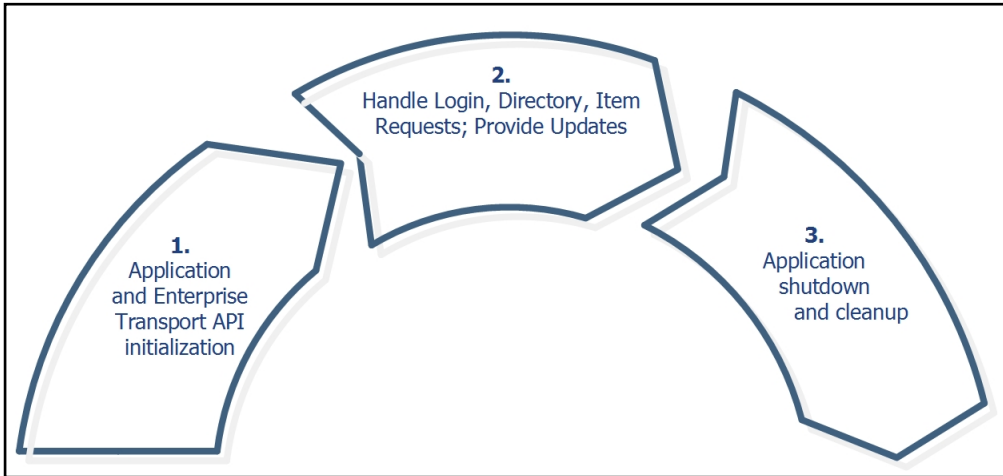 1.
Application
and Enterprise
Transport API
initialization
2.
Handle Login, Directory, Item
Requests; Provide Updates
3.
Application
shutdown
and cleanup